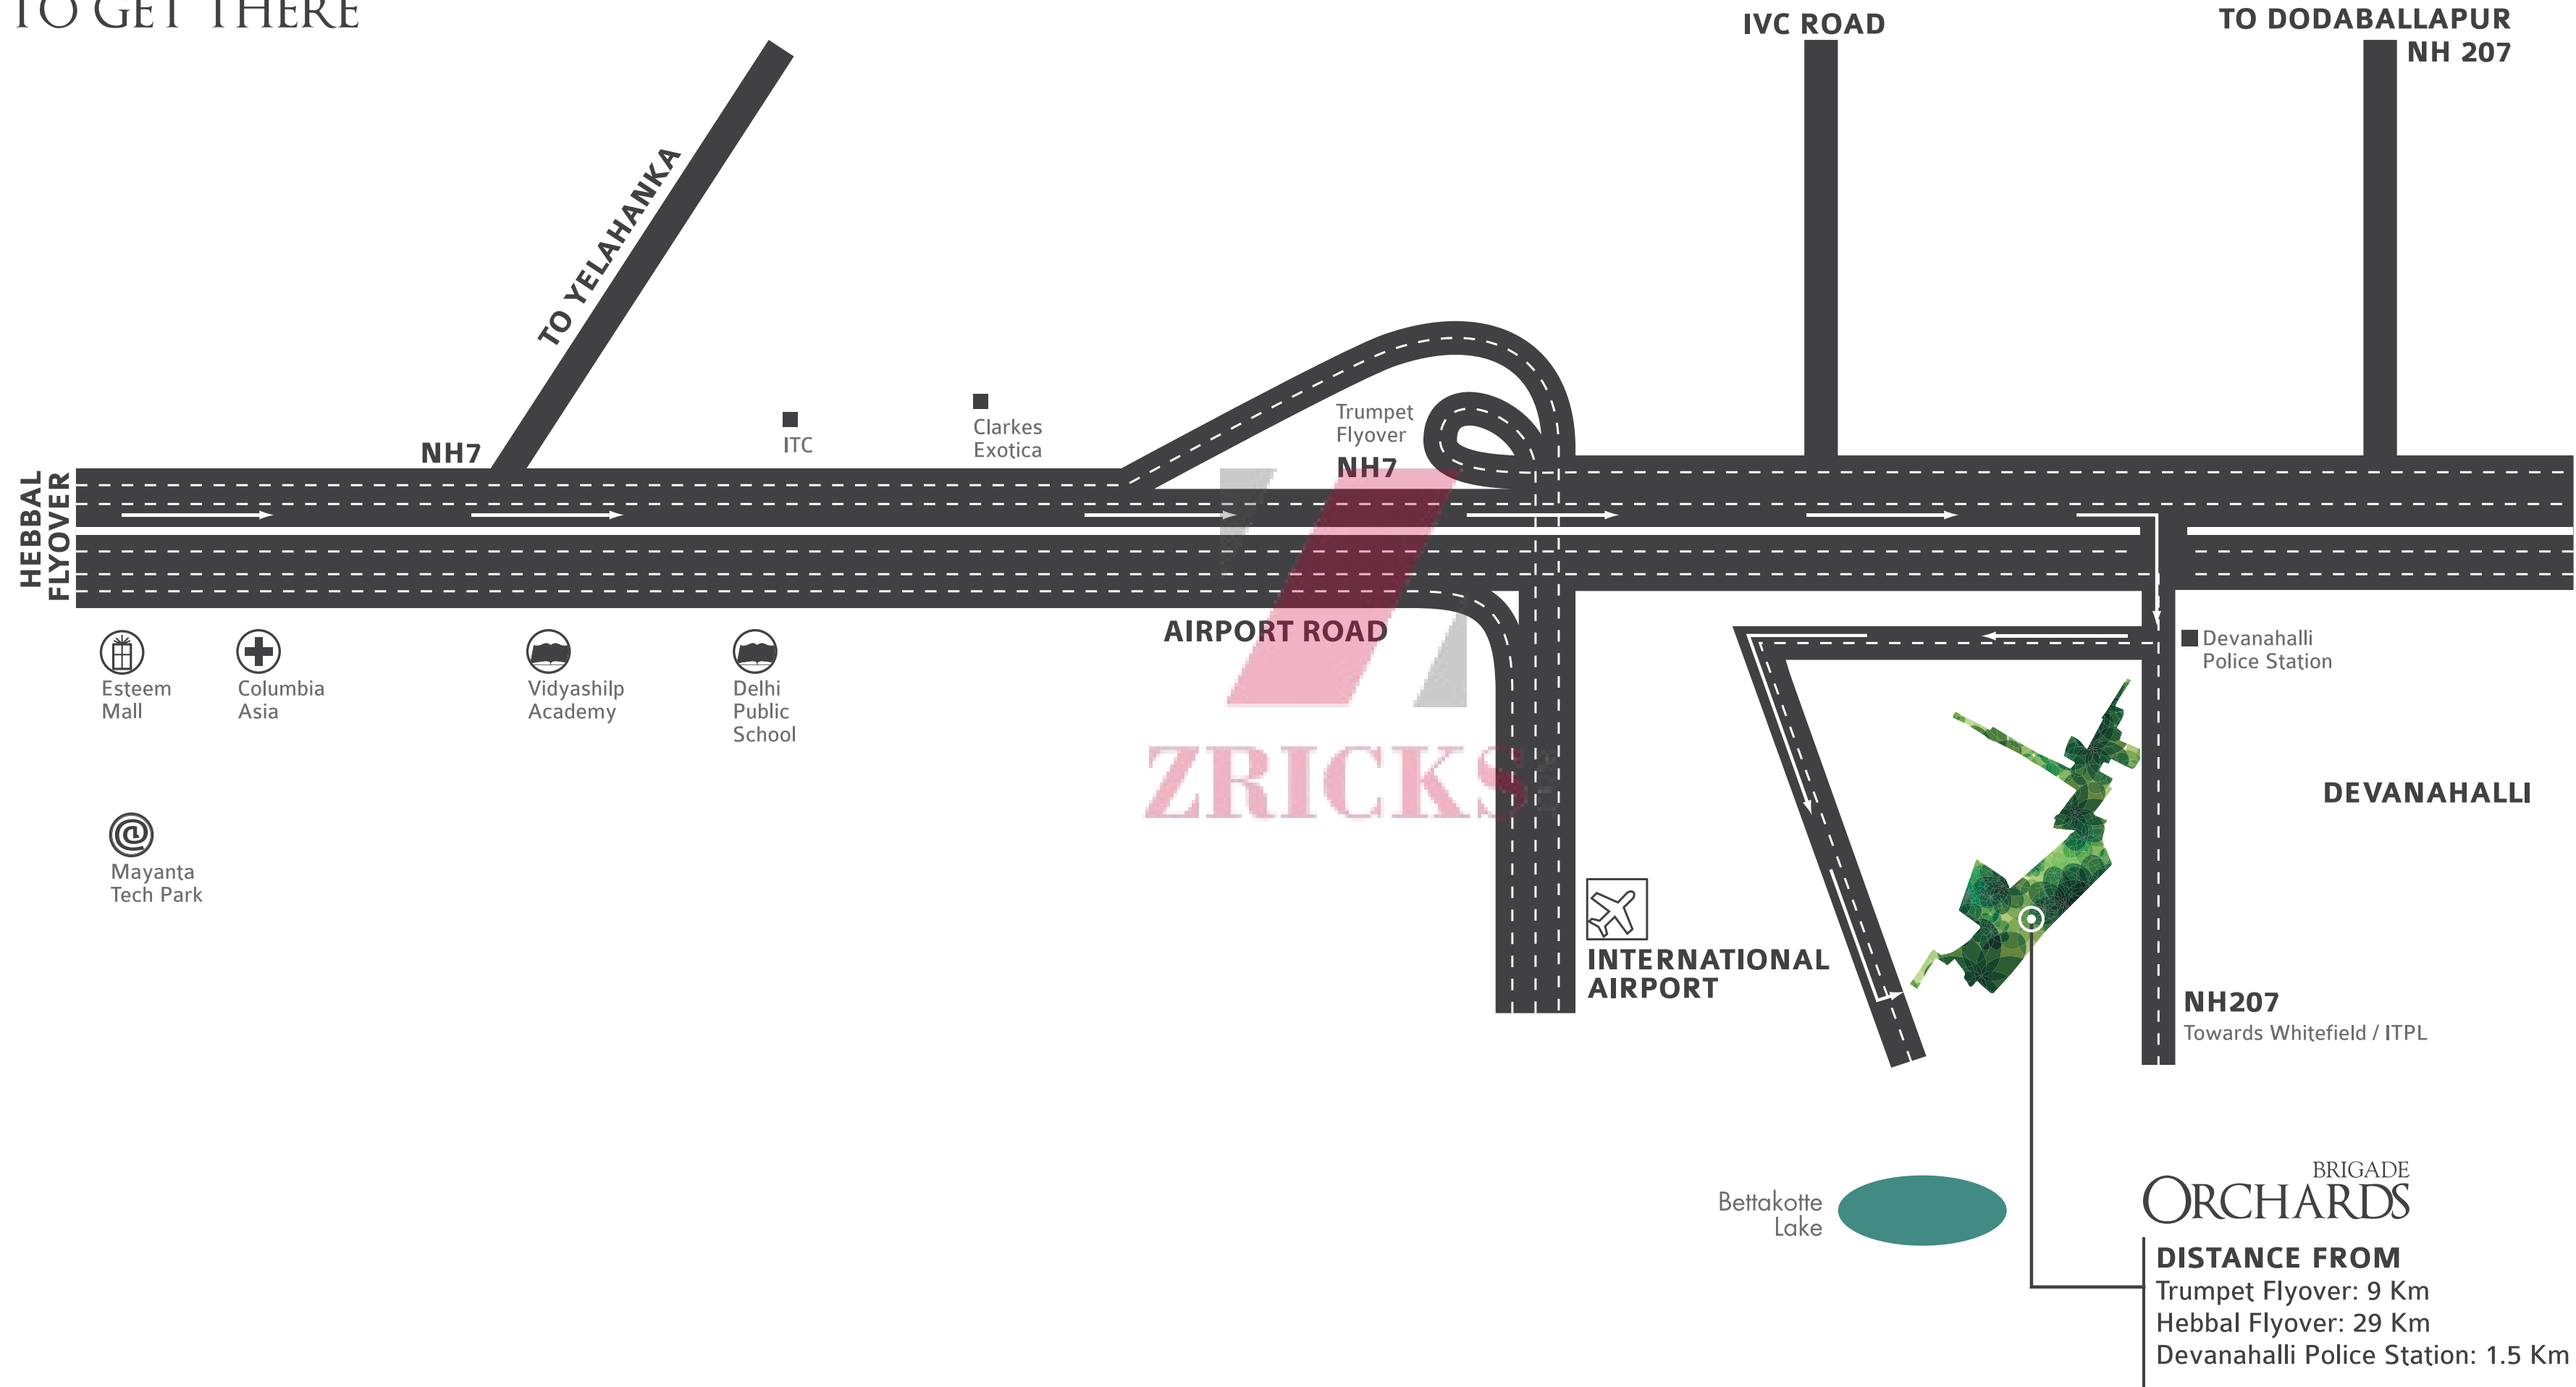 TO GET THERE
IVC ROAD
TO DODABALLAPUR
NH 207
TO YELAHANKA
NH7
ITC
Clarkes
Exotica
Trumpet
Flyover
NH7
HEBBAL
FLYOVER
AIRPORT ROAD
Esteem
Mall
Columbia
Asia
Vidyashilp
Academy
Delhi
Public
School
Mayanta
Tech Park
ZRICKS
Devanahalli
Police Station
DEVANAHALLI
INTERNATIONAL
AIRPORT
NH207
Towards Whitefield / ITPL
Bettakotte
Lake
BRIGADE
ORCHARDS
DISTANCE FROM
Trumpet Flyover: 9 Km
Hebbal Flyover: 29 Km
Devanahalli Police Station: 1.5 Km